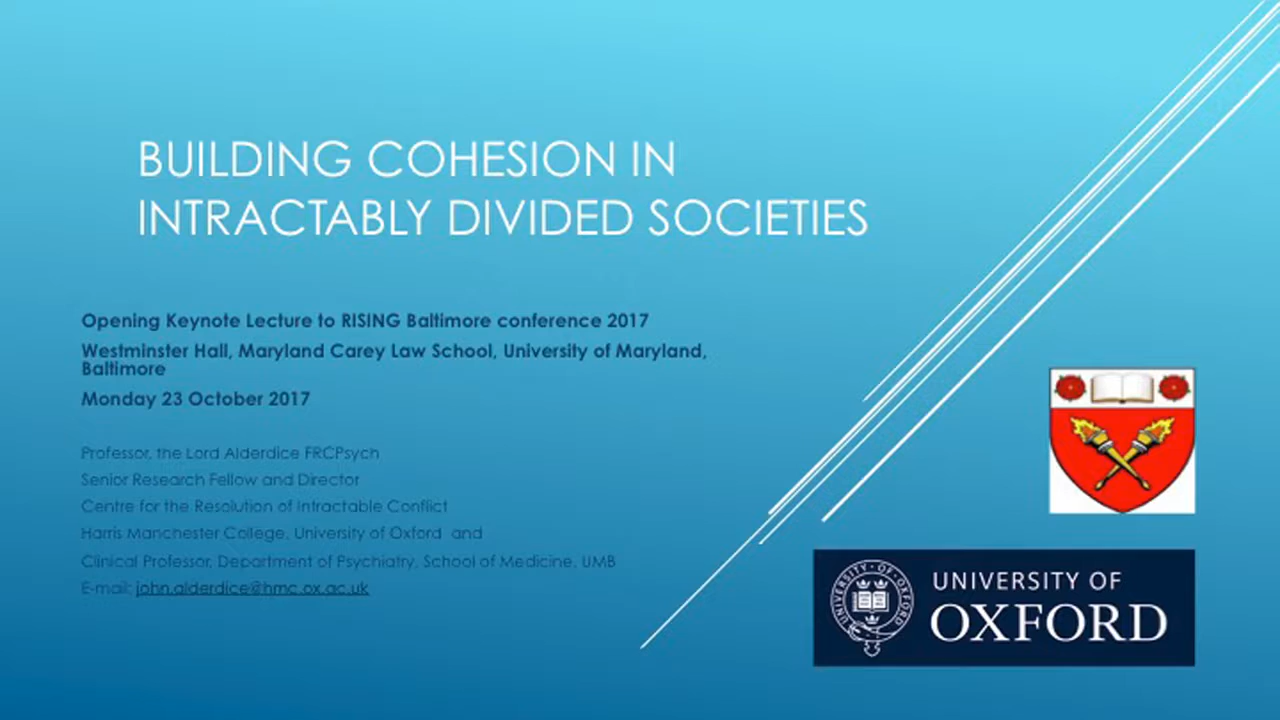 BUILDING COHESION IN
INTRACTABLY DIVIDED SOCIETIES
Opening Keynote Lecture to RISING Baltimore conference 2017
Westminster Hall, Maryland Carey Law School, University of Maryland,
Baltimore
Monday 23 October 2017
Professor, the Lord Alderdice FRCPsych
Senior Research Fellow and Director
Centre for the Resolution of Intractable Conflict
Harris Manchester College, University of Oxford and
Clinical Professor, Department of Psychiatry, School of Medicine, UMB
E-mail: john.alderdice@hmc.ox.ac.uk
UNIVERSITY OF
OXFORD
UNIVERSITY·OF·OXFORD